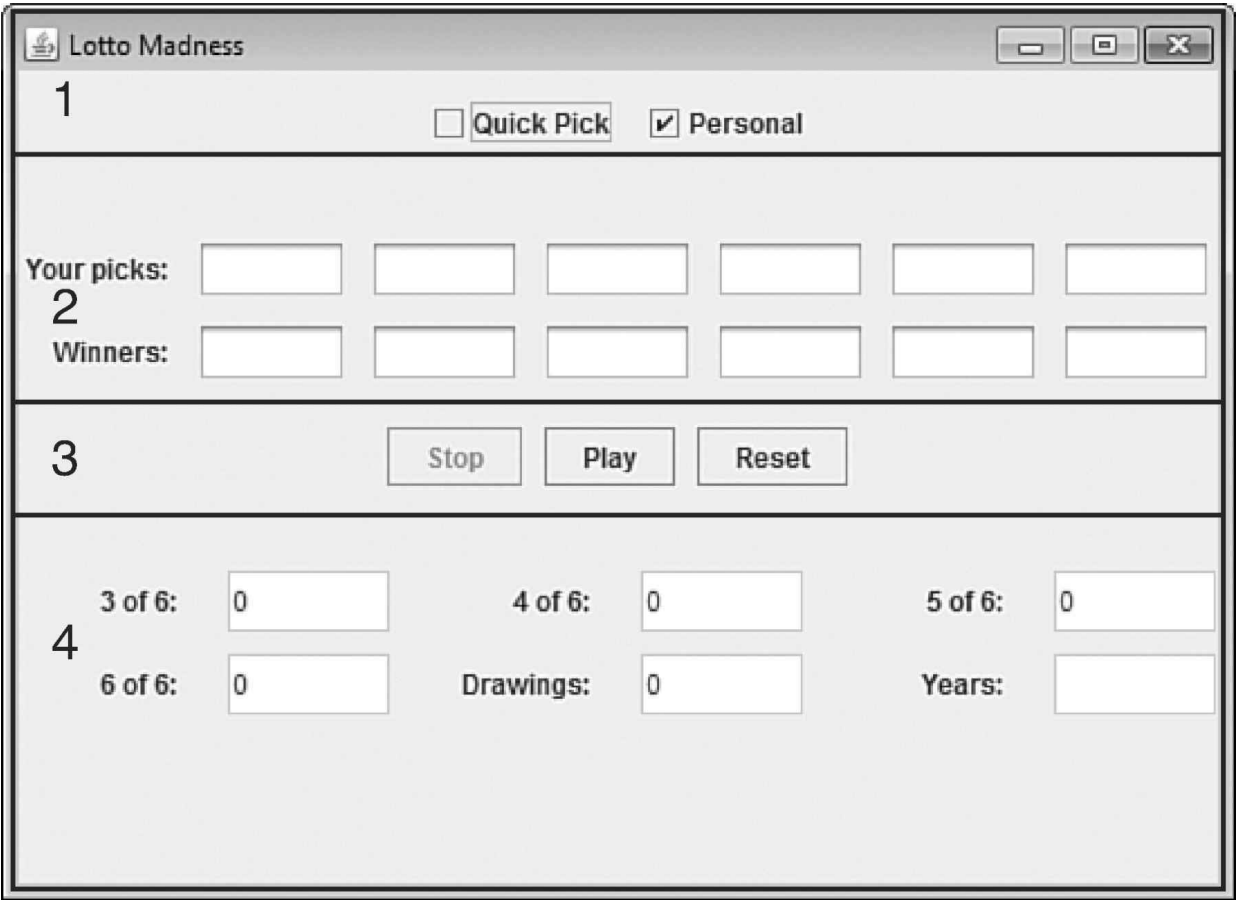 Lotto Madness
1
Quick Pick Personal
Your picks:
2
Winners:
3
Stop Play Reset
3 of 6: 0 4 of 6: 0 5 of 6: 0
4
6 of 6: 0 Drawings: 0 Years: